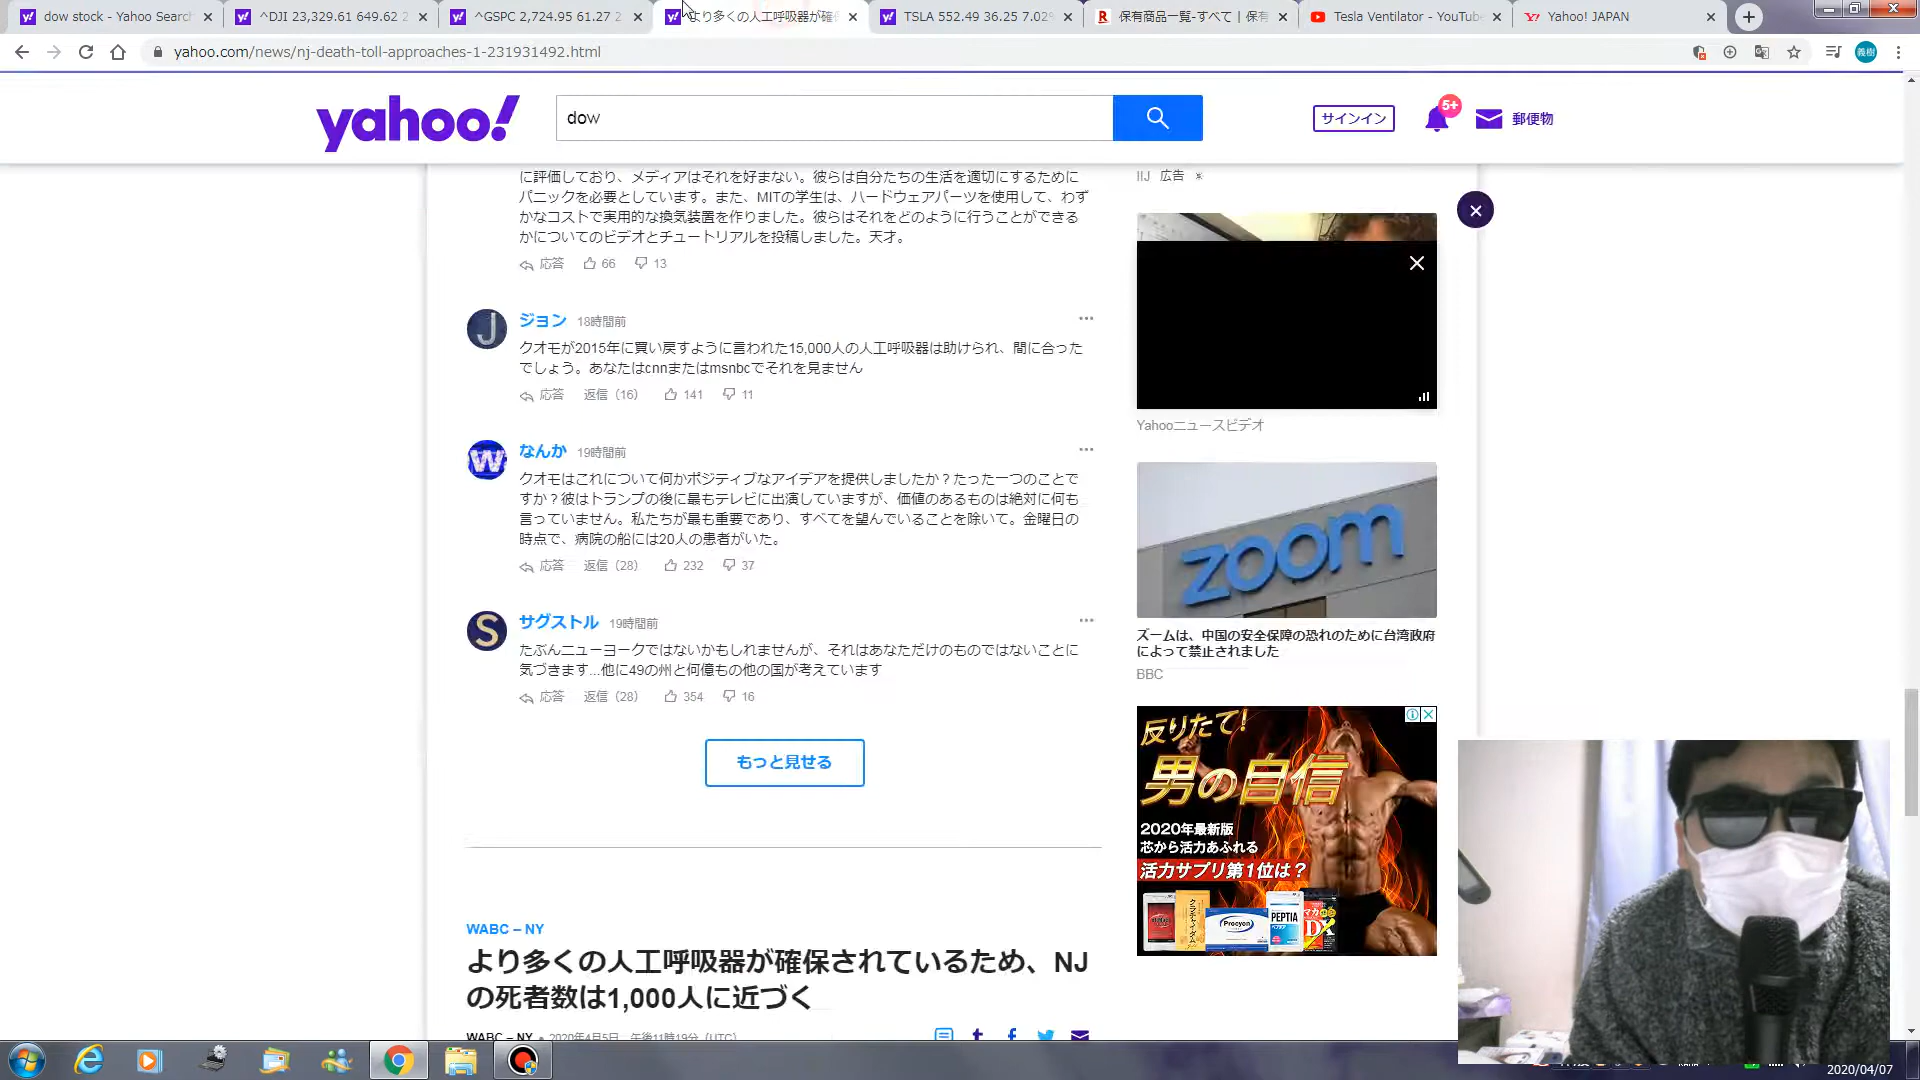 dow stock - Yahoo Searc
^DJI 23,329.61 649.62 2
^GSPC 2,724.95 61.27 2
より多くの人工呼吸器が確
TSLA 552.49 36.25 7.02%
保有商品一覧-すべて | 保有
Tesla Ventilator - YouTub
Yahoo! JAPAN
yahoo.com/news/nj-death-toll-approaches-1-231931492.html
義樹
yahoo!
dow
サインイン
5+
郵便物
に評価しており、メディアはそれを好まない。彼らは自分たちの生活を適切にするために
パニックを必要としています。また、MITの学生は、ハードウェアパーツを使用して、わず
かなコストで実用的な換気装置を作りました。彼らはそれをどのように行うことができる
かについてのビデオとチュートリアルを投稿しました。天才。
応答 66 13
J
ジョン 18時間前
クオモが2015年に買い戻すように言われた15,000人の人工呼吸器は助けられ、間に合った
でしょう。あなたはcnnまたはmsnbcでそれを見ません
応答 返信（16） 141 11
W
なんか 19時間前
クオモはこれについて何かポジティブなアイデアを提供しましたか？たった一つのことで
すか？彼はトランプの後に最もテレビに出演していますが、価値のあるものは絶対に何も
言っていません。私たちが最も重要であり、すべてを望んでいることを除いて。金曜日の
時点で、病院の船には20人の患者がいた。
応答 返信（28） 232 37
S
サグストル 19時間前
たぶんニューヨークではないかもしれませんが、それはあなただけのものではないことに
気づきます...他に49の州と何億もの他の国が考えています
応答 返信（28） 354 16
もっと見せる
WABC – NY
より多くの人工呼吸器が確保されているため、NJ
の死者数は1,000人に近づく
WABC – NY • 2020年4月5日、午後11時19分（UTC）
IIJ 広告
Yahooニュースビデオ
zoom
ズームは、中国の安全保障の恐れのために台湾政府
によって禁止されました
BBC
反りたて!
男の自信
2020年最新版
芯から活力あふれる
活力サプリ第1位は？
Procyon
PEPTIA
DX
2020/04/07